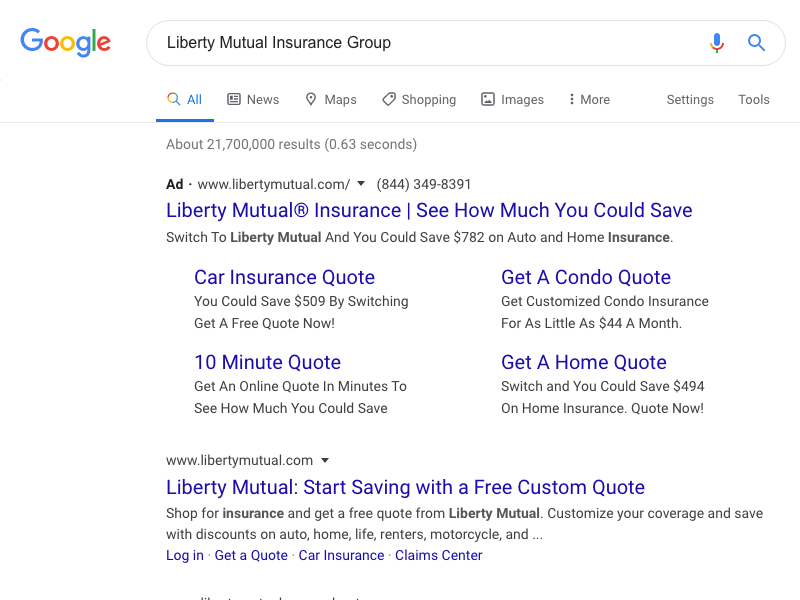 Google
Liberty Mutual Insurance Group
All News Maps Shopping Images More Settings Tools
About 21,700,000 results (0.63 seconds)
Ad · www.libertymutual.com/ (844) 349-8391
Liberty Mutual® Insurance | See How Much You Could Save
Switch To Liberty Mutual And You Could Save $782 on Auto and Home Insurance.
Car Insurance Quote
You Could Save $509 By Switching
Get A Free Quote Now!
Get A Condo Quote
Get Customized Condo Insurance
For As Little As $44 A Month.
10 Minute Quote
Get An Online Quote In Minutes To
See How Much You Could Save
Get A Home Quote
Switch and You Could Save $494
On Home Insurance. Quote Now!
www.libertymutual.com
Liberty Mutual: Start Saving with a Free Custom Quote
Shop for insurance and get a free quote from Liberty Mutual. Customize your coverage and save
with discounts on auto, home, life, renters, motorcycle, and ...
Log in · Get a Quote · Car Insurance · Claims Center